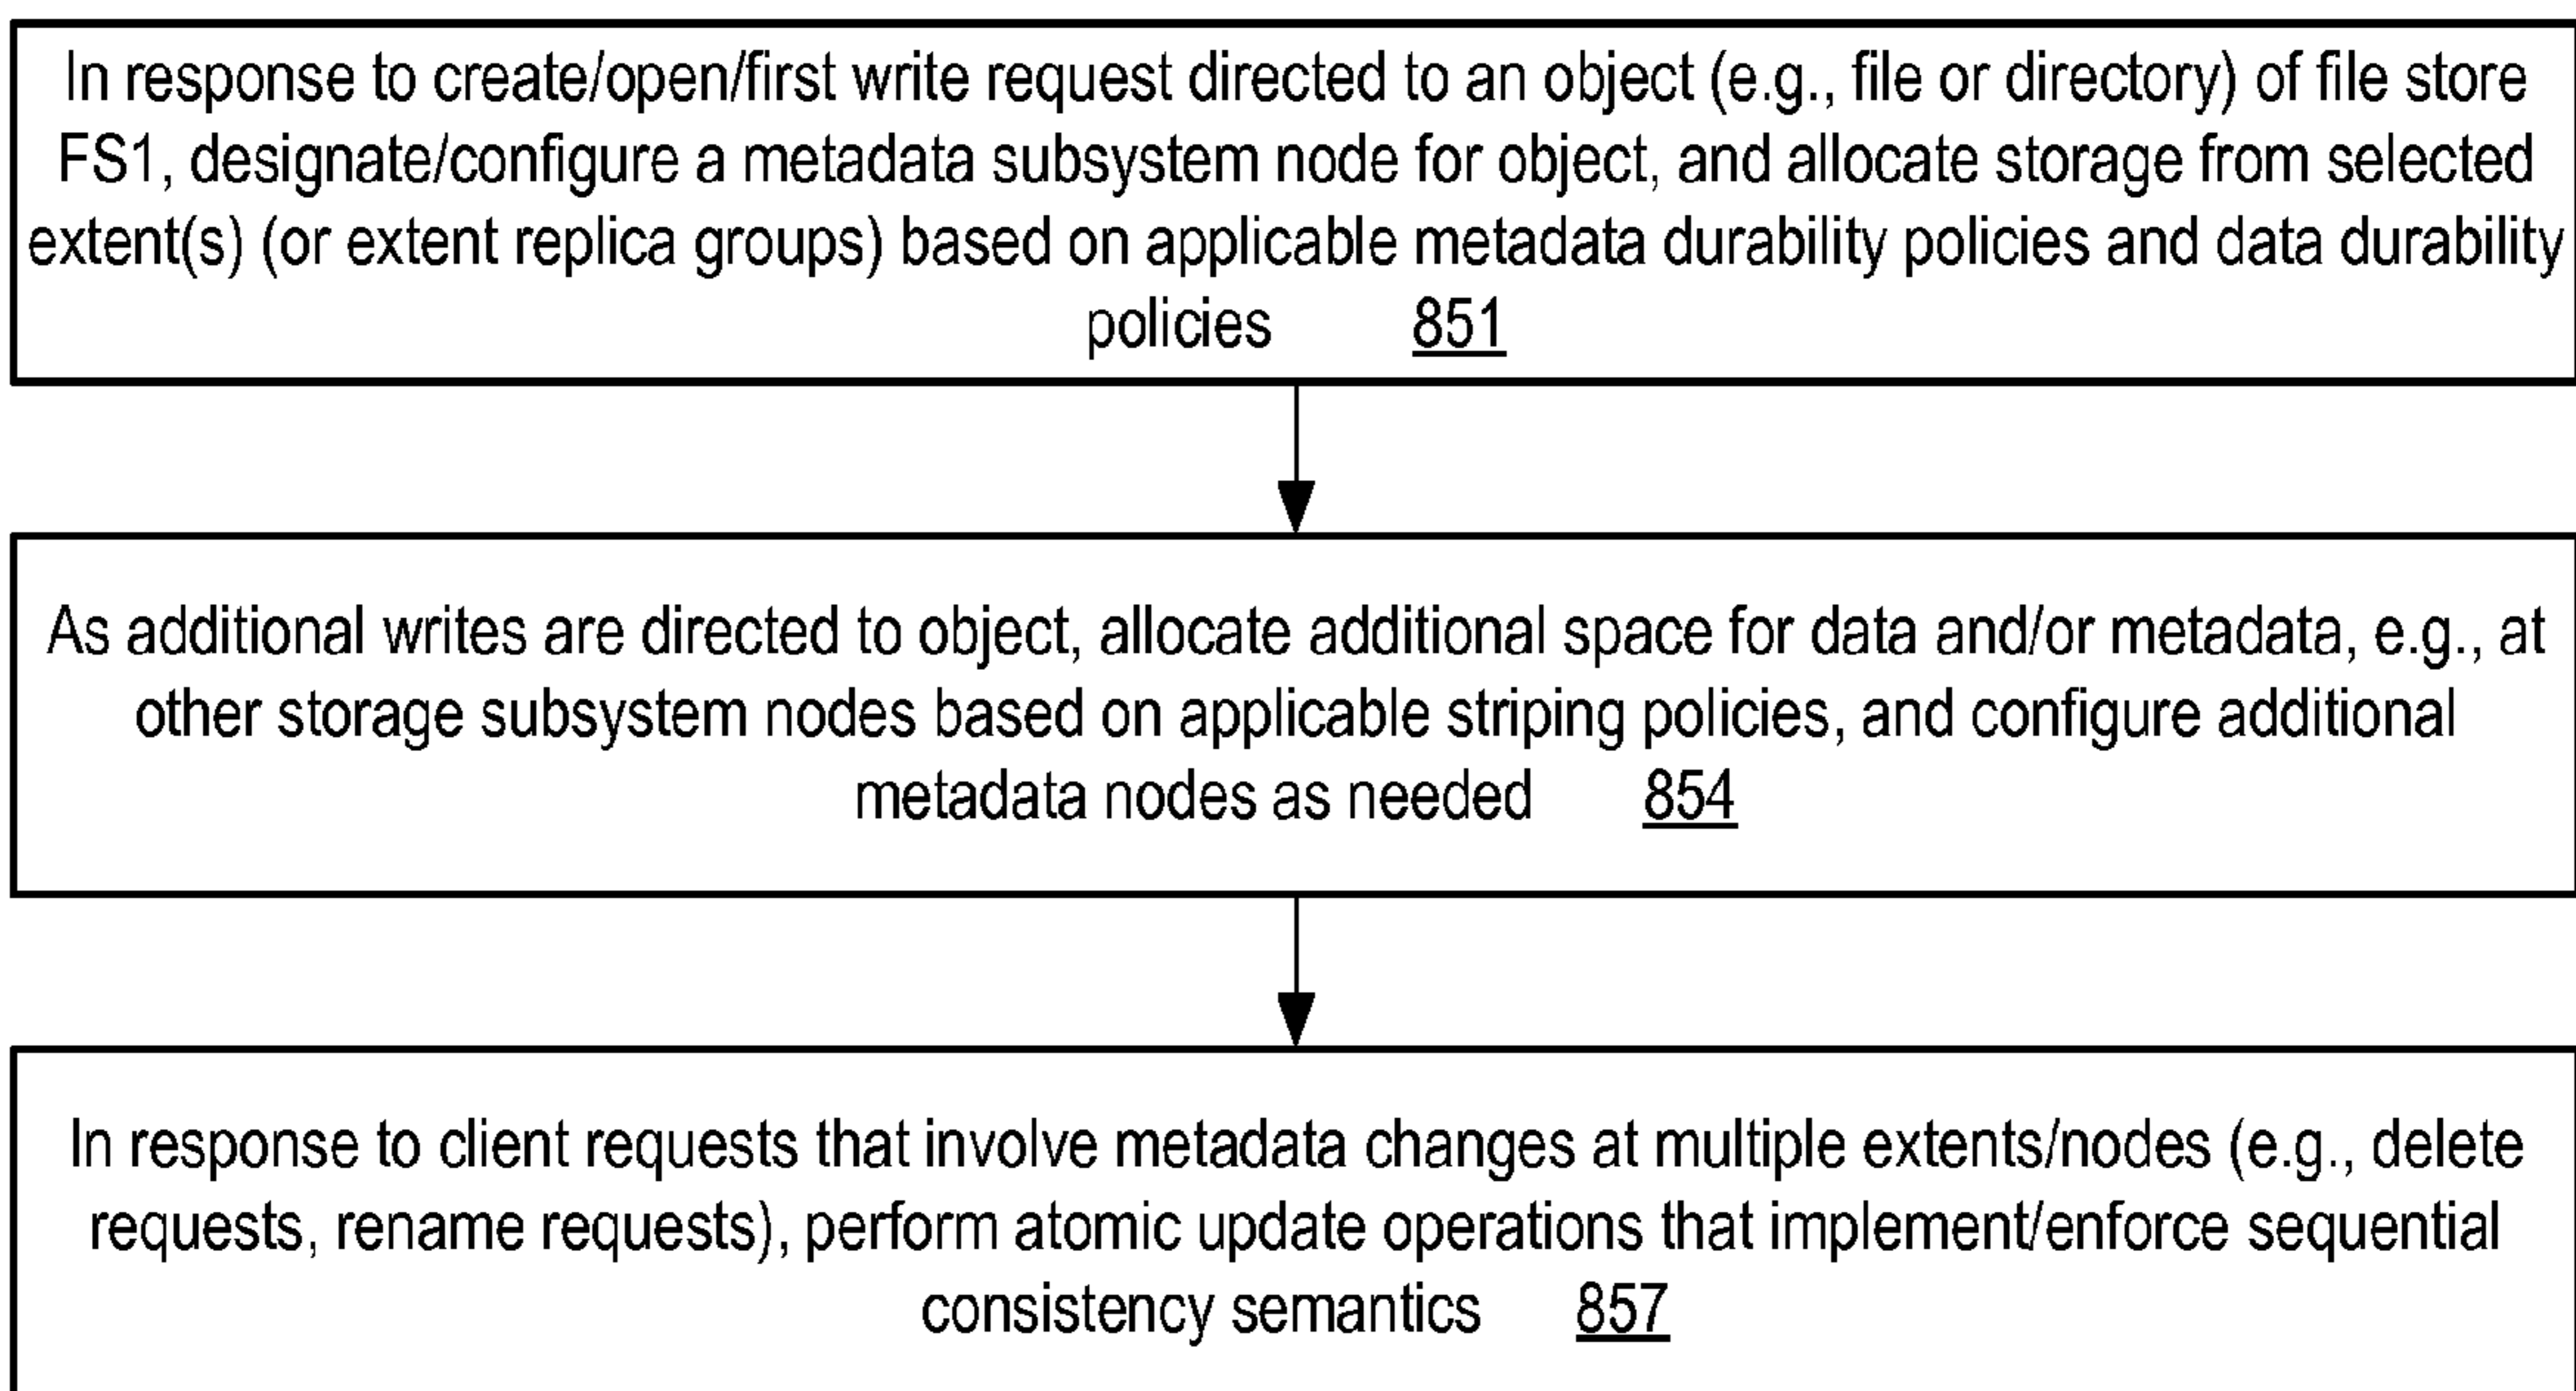 In response to create/open/first write request directed to an object (e.g., file or directory) of file store
FS1, designate/configure a metadata subsystem node for object, and allocate storage from selected
extent(s) (or extent replica groups) based on applicable metadata durability policies and data durability
policies 851
As additional writes are directed to object, allocate additional space for data and/or metadata, e.g., at
other storage subsystem nodes based on applicable striping policies, and configure additional
metadata nodes as needed 854
In response to client requests that involve metadata changes at multiple extents/nodes (e.g., delete
requests, rename requests), perform atomic update operations that implement/enforce sequential
consistency semantics 857